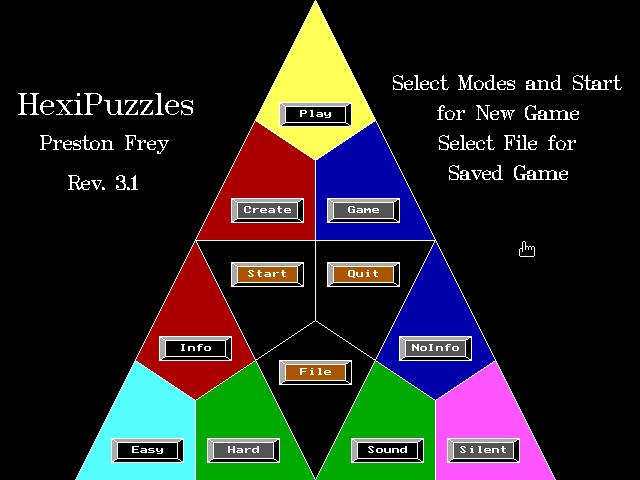 HexiPuzzles
Preston Frey
Rev. 3.1
Select Modes and Start
for New Game
Select File for
Saved Game
Play
Create
Game
Start
Quit
Info
NoInfo
File
Easy
Hard
Sound
Silent